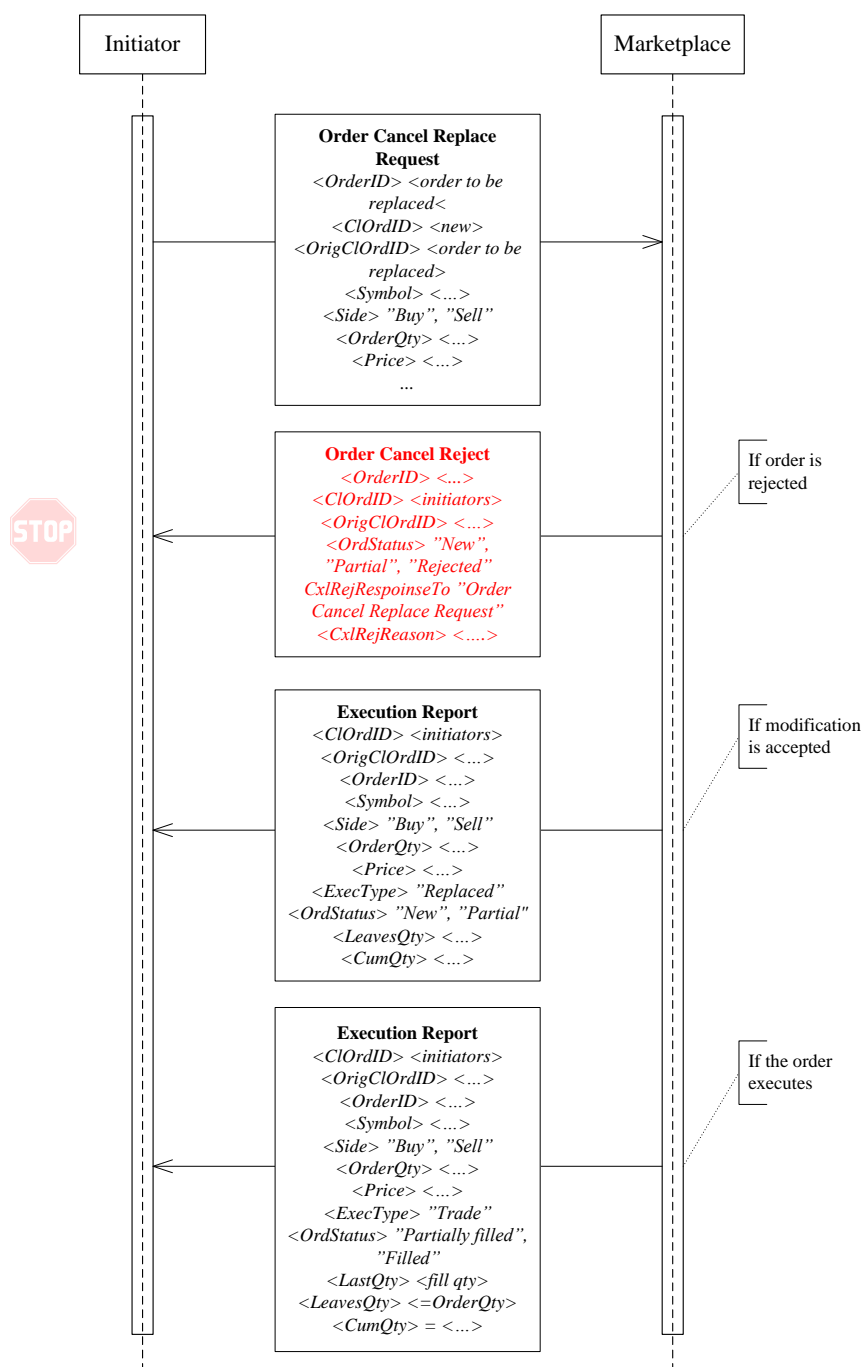 Initiator
Marketplace
Order Cancel Replace
Request
<OrderID> <order to be
replaced<
<ClOrdID> <new>
<OrigClOrdID> <order to be
replaced>
<Symbol> <...>
<Side> ”Buy”, ”Sell”
<OrderQty> <...>
<Price> <...>
...
Order Cancel Reject
<OrderID> <...>
<ClOrdID> <initiators>
<OrigClOrdID> <...>
<OrdStatus> ”New”,
”Partial”, ”Rejected”
CxlRejRespoinseTo ”Order
Cancel Replace Request”
<CxlRejReason> <....>
If order is
rejected
STOP
Execution Report
<ClOrdID> <initiators>
<OrigClOrdID> <...>
<OrderID> <...>
<Symbol> <...>
<Side> ”Buy”, ”Sell”
<OrderQty> <...>
<Price> <...>
<ExecType> ”Replaced”
<OrdStatus> ”New”, ”Partial"
<LeavesQty> <...>
<CumQty> <...>
If modification
is accepted
Execution Report
<ClOrdID> <initiators>
<OrigClOrdID> <...>
<OrderID> <...>
<Symbol> <...>
<Side> ”Buy”, ”Sell”
<OrderQty> <...>
<Price> <...>
<ExecType> ”Trade”
<OrdStatus> ”Partially filled”,
”Filled”
<LastQty> <fill qty>
<LeavesQty> <=OrderQty>
<CumQty> = <...>
If the order
executes